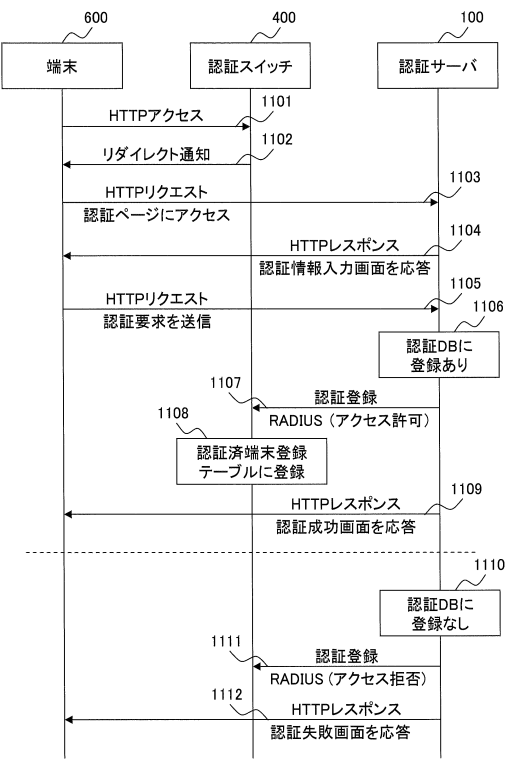 600
400
100
端末
認証スイッチ
認証サーバ
HTTPアクセス
1101
リダイレクト通知
1102
HTTPリクエスト
1103
認証ページにアクセス
HTTPレスポンス
1104
認証情報入力画面を応答
HTTPリクエスト
1105
認証要求を送信
1106
認証DBに
登録あり
1107
認証登録
RADIUS（アクセス許可）
1108
認証済端末登録
テーブルに登録
HTTPレスポンス
1109
認証成功画面を応答
1110
認証DBに
登録なし
1111
認証登録
RADIUS（アクセス拒否）
1112
HTTPレスポンス
認証失敗画面を応答